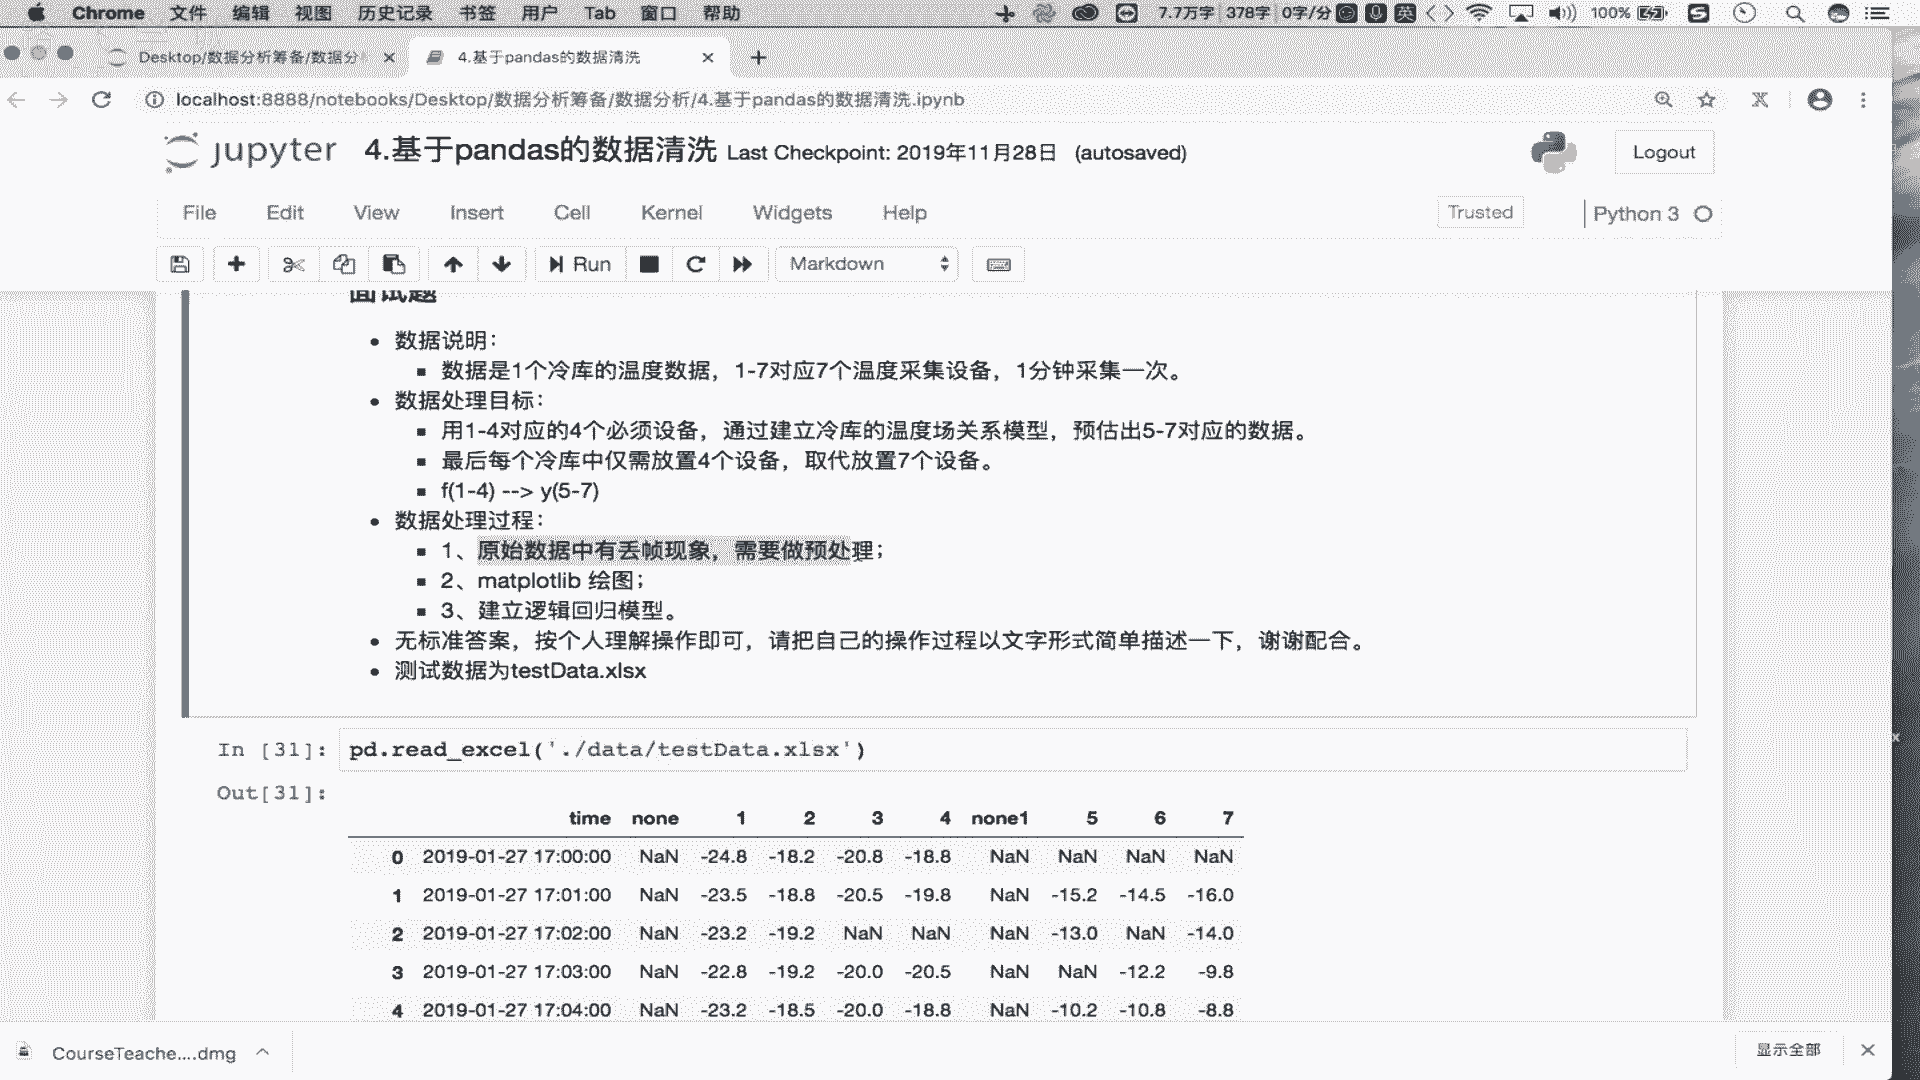 Chrome 文件 编辑 视图 历史记录 书签 用户 Tab 窗口 帮助 7.7万字 378字 0字/分 英 100%
Desktop/数据分析筹备/数据分 4.基于pandas的数据清洗
localhost:8888/notebooks/Desktop/数据分析筹备/数据分析/4.基于pandas的数据清洗.ipynb
jupyter 4.基于pandas的数据清洗 Last Checkpoint: 2019年11月28日 (autosaved) Logout
File Edit View Insert Cell Kernel Widgets Help Trusted Python 3
Run Markdown
面试题
数据说明：
数据是1个冷库的温度数据，1-7对应7个温度采集设备，1分钟采集一次。
数据处理目标：
用1-4对应的4个必须设备，通过建立冷库的温度场关系模型，预估出5-7对应的数据。
最后每个冷库中仅需放置4个设备，取代放置7个设备。
f(1-4) --> y(5-7)
数据处理过程：
1、原始数据中有丢帧现象，需要做预处理；
2、matplotlib 绘图；
3、建立逻辑回归模型。
无标准答案，按个人理解操作即可，请把自己的操作过程以文字形式简单描述一下，谢谢配合。
测试数据为testData.xlsx
In [31]: pd.read_excel('./data/testData.xlsx')
Out[31]:
time none 1 2 3 4 none1 5 6 7
0 2019-01-27 17:00:00 NaN -24.8 -18.2 -20.8 -18.8 NaN NaN NaN NaN
1 2019-01-27 17:01:00 NaN -23.5 -18.8 -20.5 -19.8 NaN -15.2 -14.5 -16.0
2 2019-01-27 17:02:00 NaN -23.2 -19.2 NaN NaN NaN -13.0 NaN -14.0
3 2019-01-27 17:03:00 NaN -22.8 -19.2 -20.0 -20.5 NaN NaN -12.2 -9.8
4 2019-01-27 17:04:00 NaN -23.2 -18.5 -20.0 -18.8 NaN -10.2 -10.8 -8.8
CourseTeache....dmg 显示全部